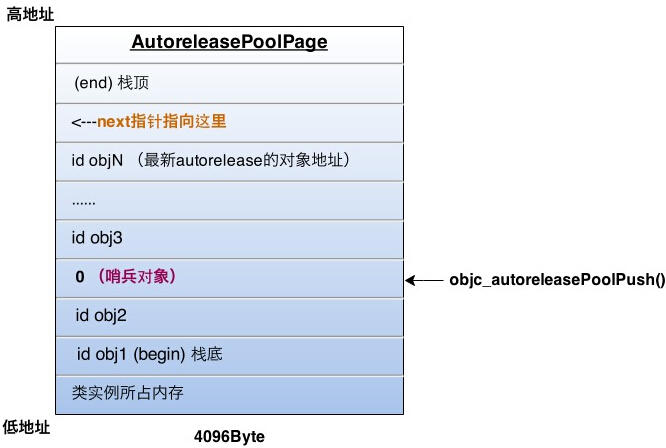 高地址
AutoreleasePoolPage
(end) 栈顶
<---next指针指向这里
id objN （最新autorelease的对象地址）
......
id obj3
0 （哨兵对象）
objc_autoreleasePoolPush()
id obj2
id obj1 (begin) 栈底
类实例所占内存
低地址
4096Byte